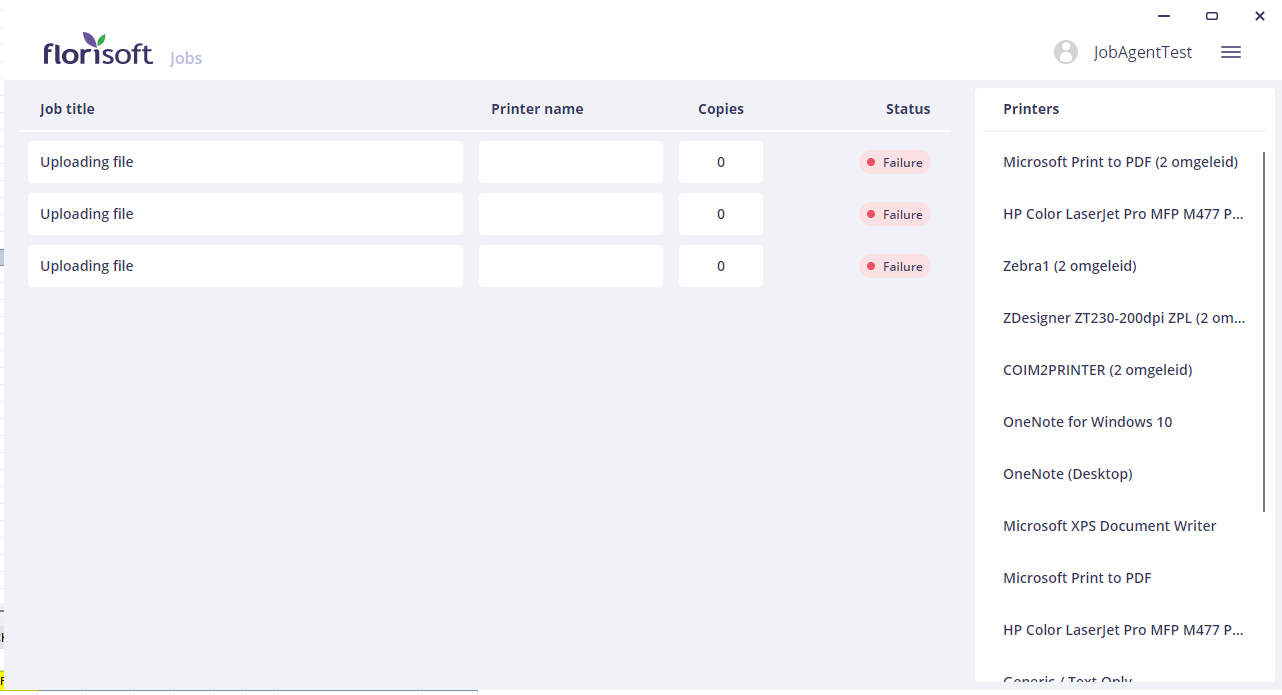 florisoft Jobs
JobAgentTest
Job title Printer name Copies Status
Uploading file 0 Failure
Uploading file 0 Failure
Uploading file 0 Failure
Printers
Microsoft Print to PDF (2 omgeleid)
HP Color LaserJet Pro MFP M477 P...
Zebra1 (2 omgeleid)
ZDesigner ZT230-200dpi ZPL (2 om...
COIM2PRINTER (2 omgeleid)
OneNote for Windows 10
OneNote (Desktop)
Microsoft XPS Document Writer
Microsoft Print to PDF
HP Color LaserJet Pro MFP M477 P...
Generic / Text Only